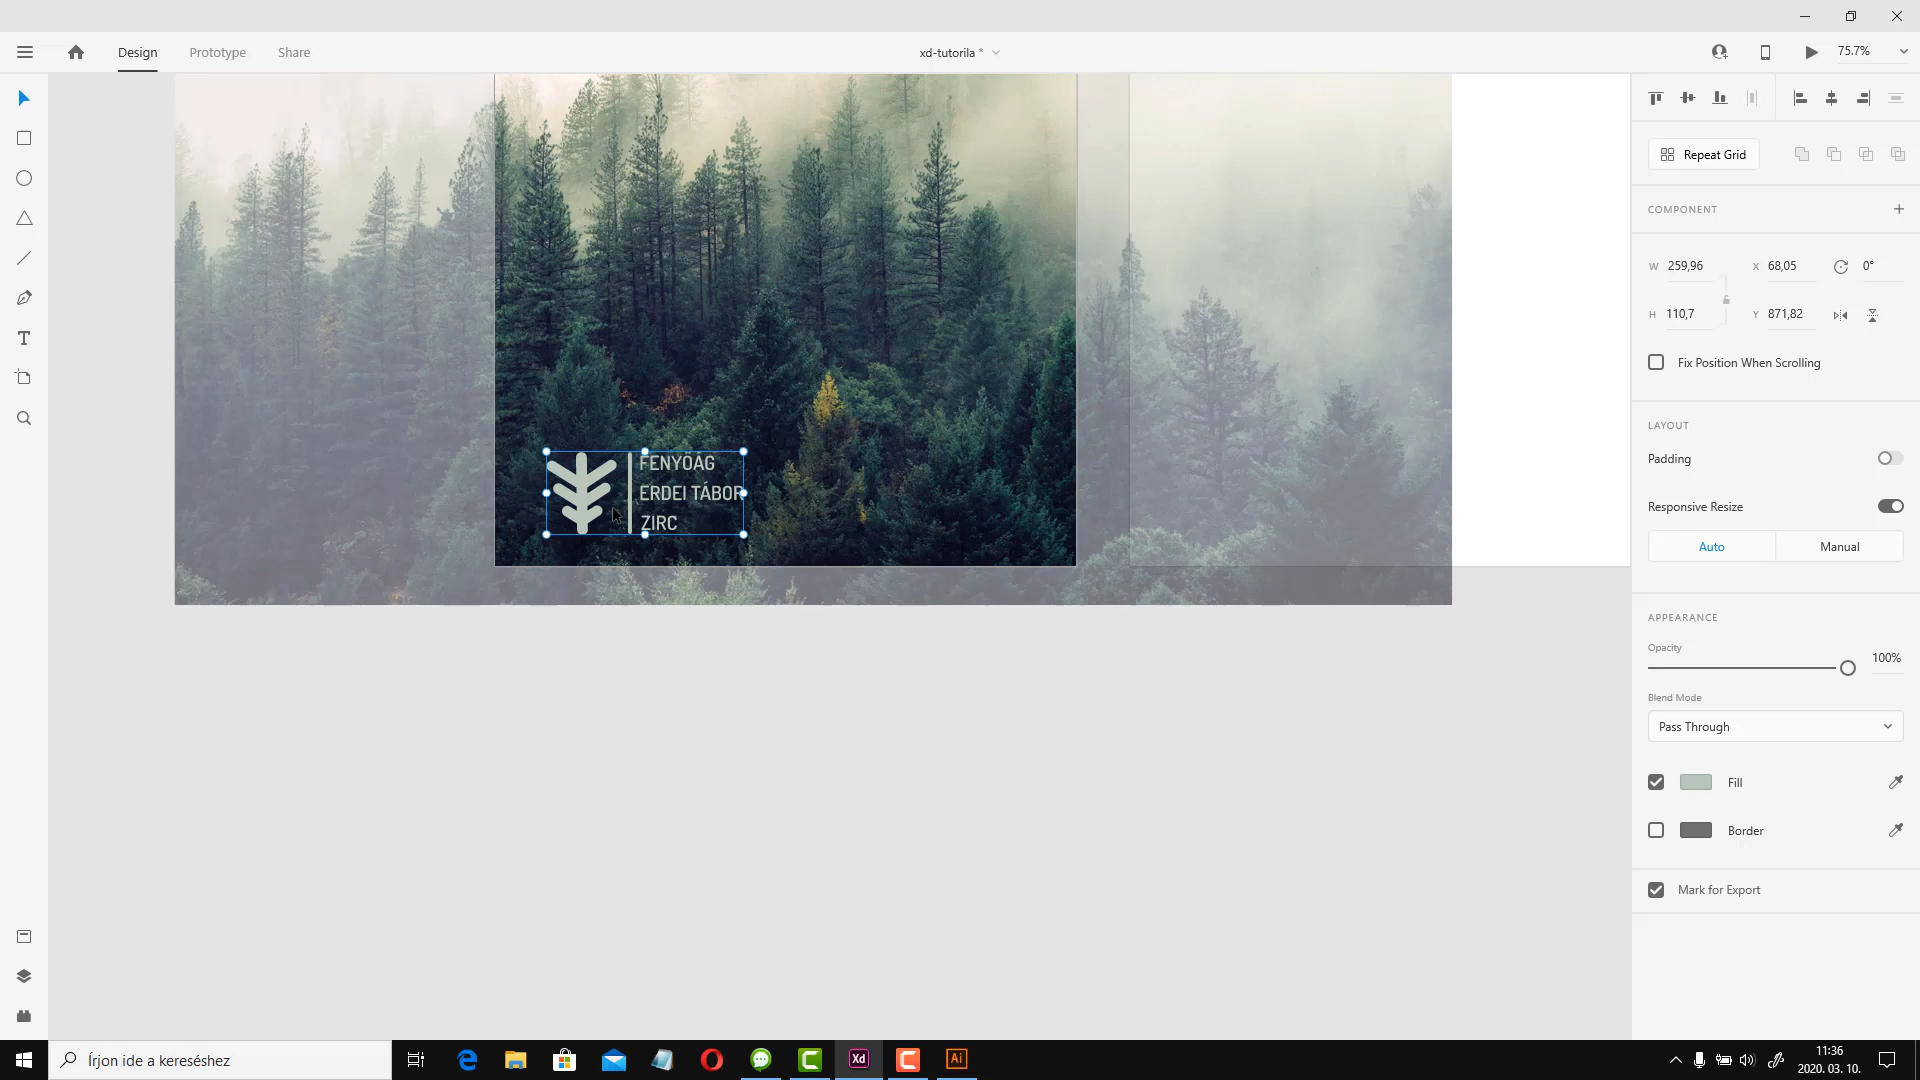 Design
Prototype
Share
xd-tutorila *
75.7%
Repeat Grid
COMPONENT
W 259,96
X 68,05
0°
H 110,7
Y 871,82
Fix Position When Scrolling
LAYOUT
Padding
Responsive Resize
Auto
Manual
APPEARANCE
Opacity
100%
Blend Mode
Pass Through
Fill
Border
Mark for Export
FENYŐÁG
ERDEI TÁBOR
ZIRC
Írjon ide a kereséshez
Xd
Ai
11:36
2020. 03. 10.